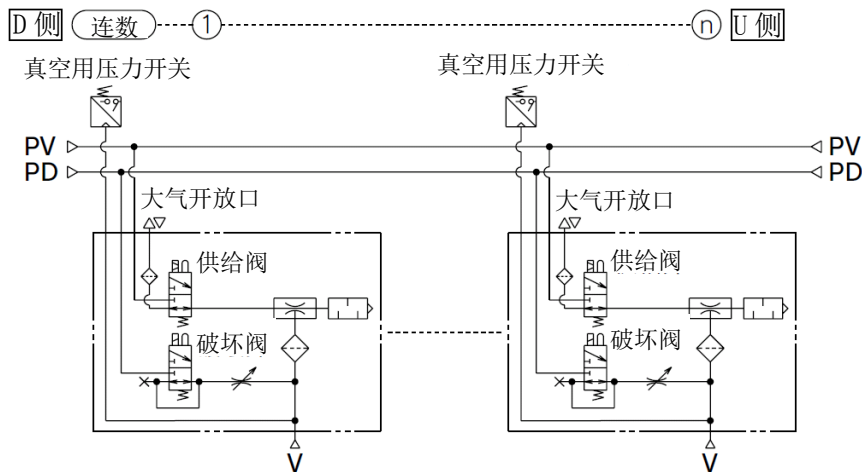 D 侧 连数 1 n U 侧
真空用压力开关 真空用压力开关
PV PV
PD PD
大气开放口 大气开放口
供给阀 供给阀
破坏阀 破坏阀
V V